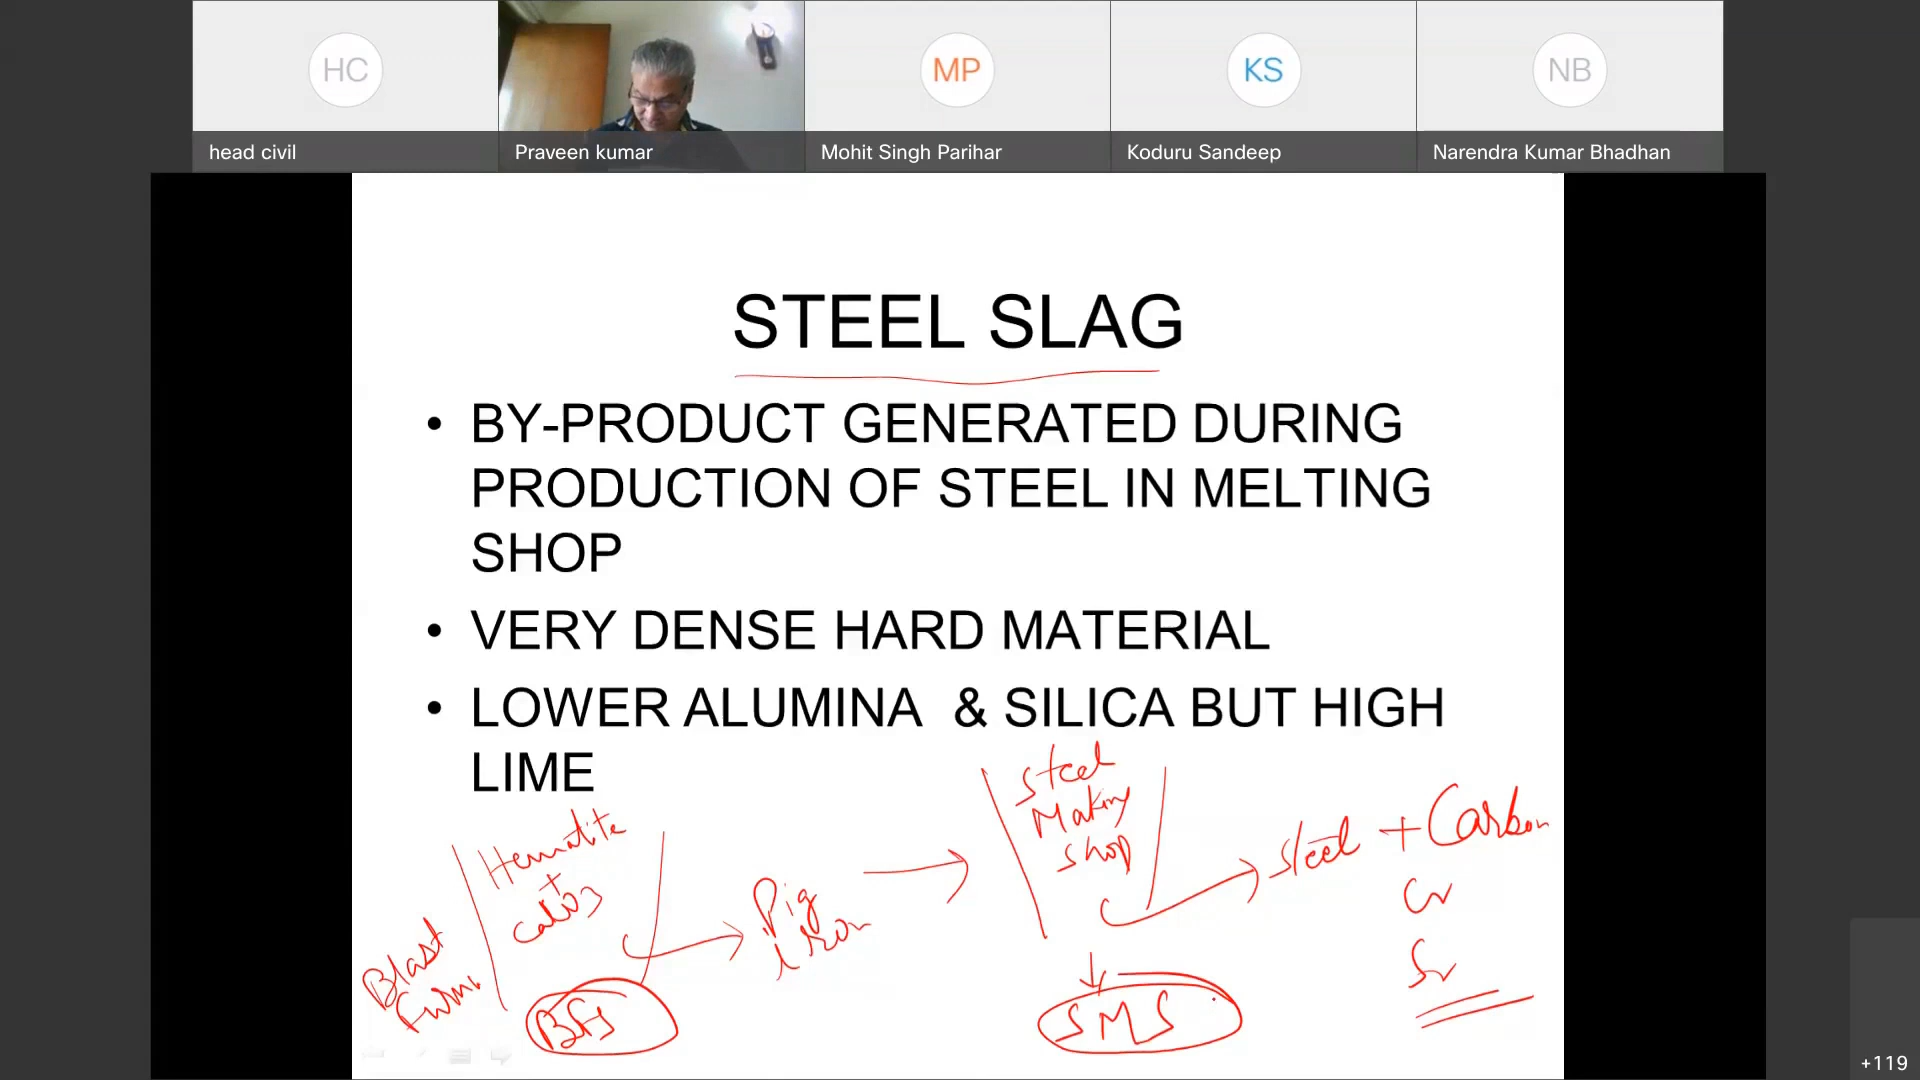 HC
MP
KS
NB
head civil
Praveen kumar
Mohit Singh Parihar
Koduru Sandeep
Narendra Kumar Bhadhan
STEEL SLAG
• BY-PRODUCT GENERATED DURING
PRODUCTION OF STEEL IN MELTING
SHOP
• VERY DENSE HARD MATERIAL
• LOWER ALUMINA & SILICA BUT HIGH
LIME
Blast
Hematite
+
BFS
Pig
iron
Steel
Making
Shop
SMS
Steel + Carbon
Cr
+119